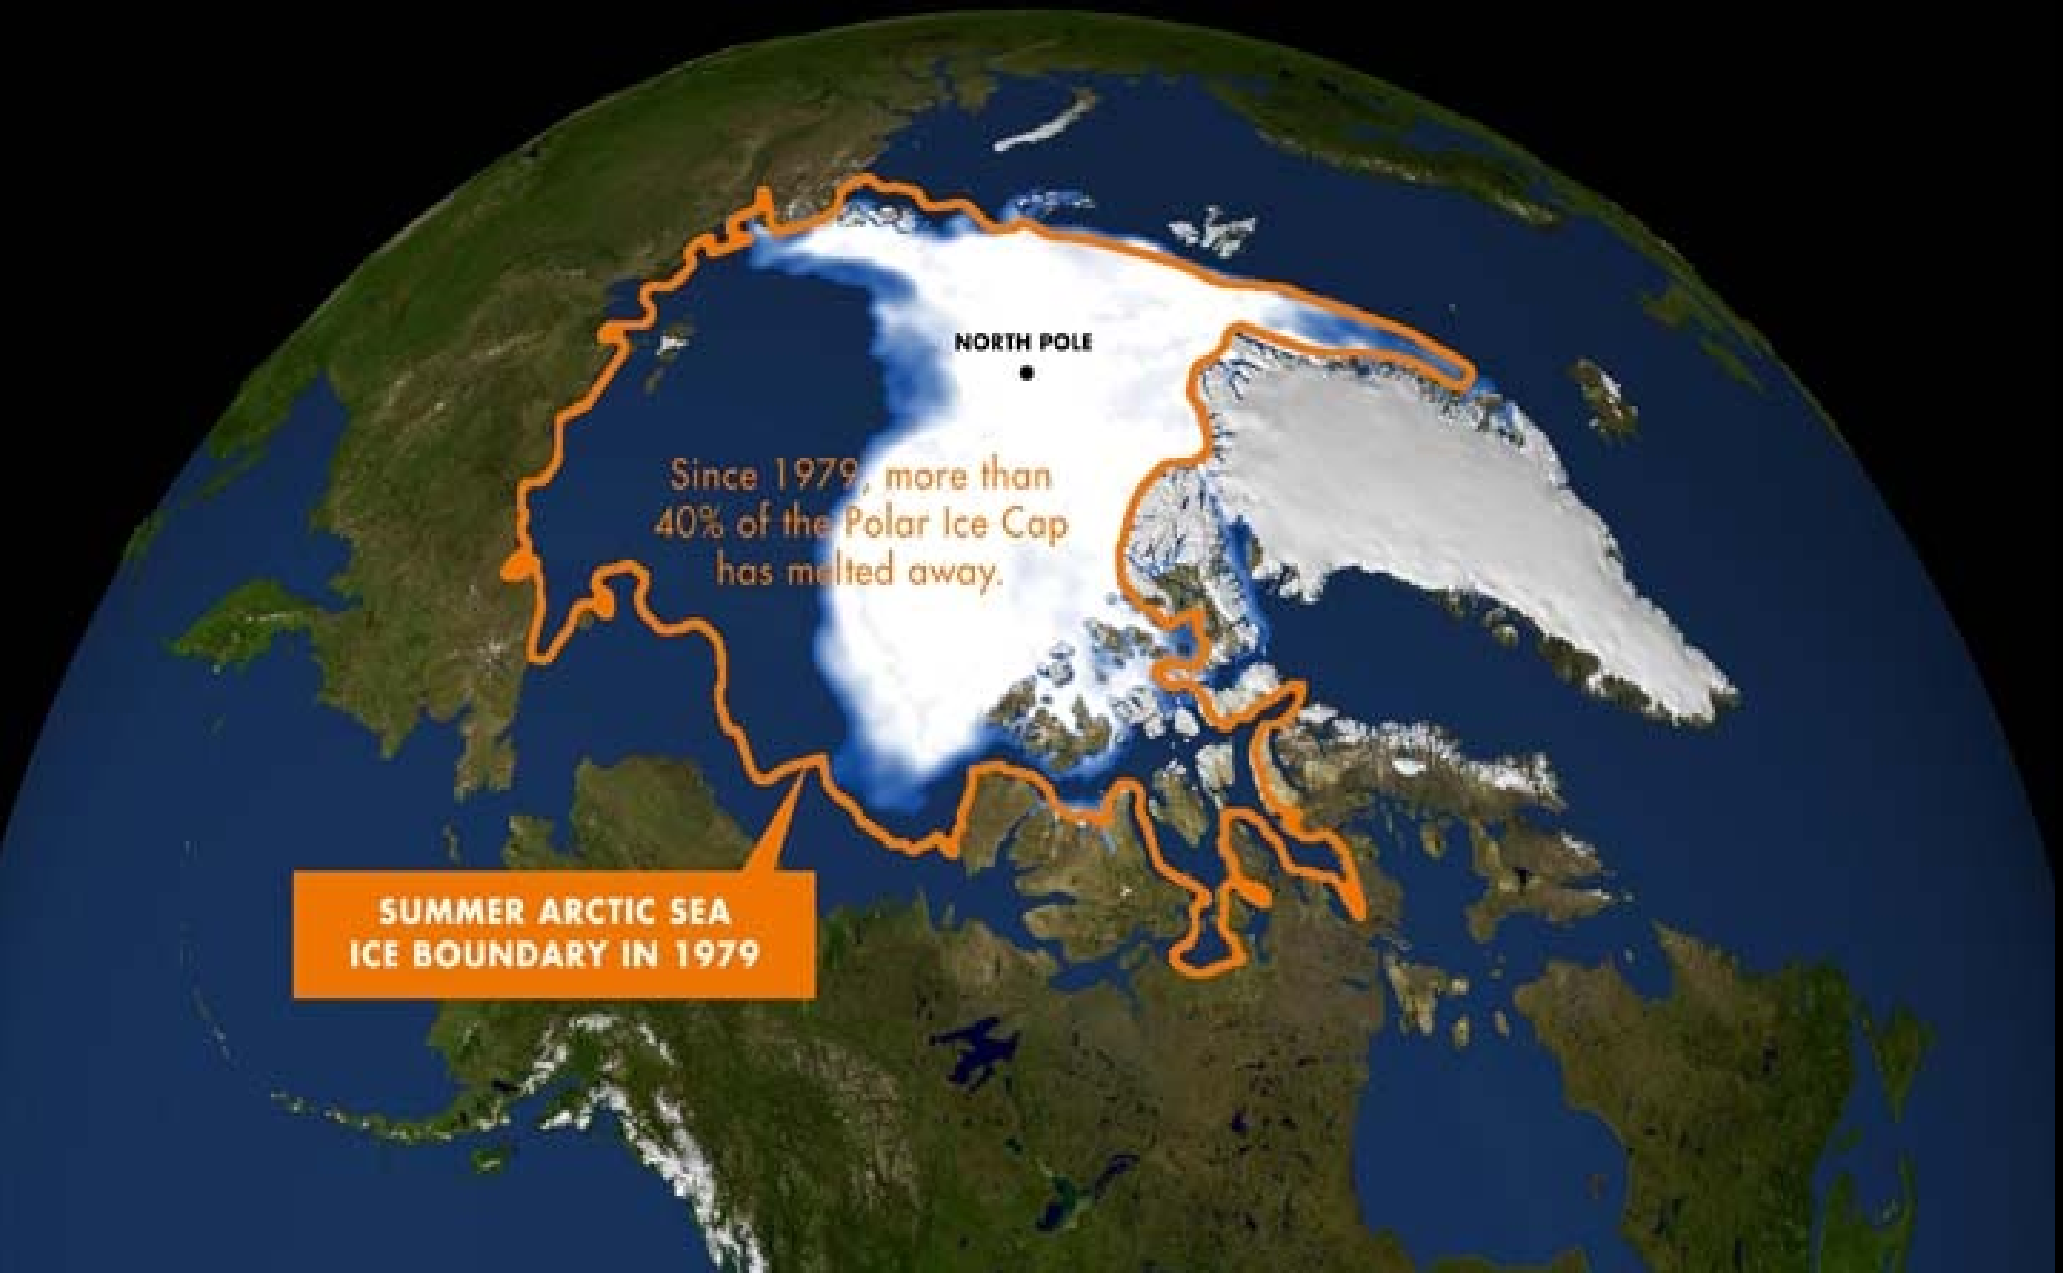 NORTH POLE
Since 1979, more than
40% of the Polar Ice Cap
has melted away.
SUMMER ARCTIC SEA
ICE BOUNDARY IN 1979